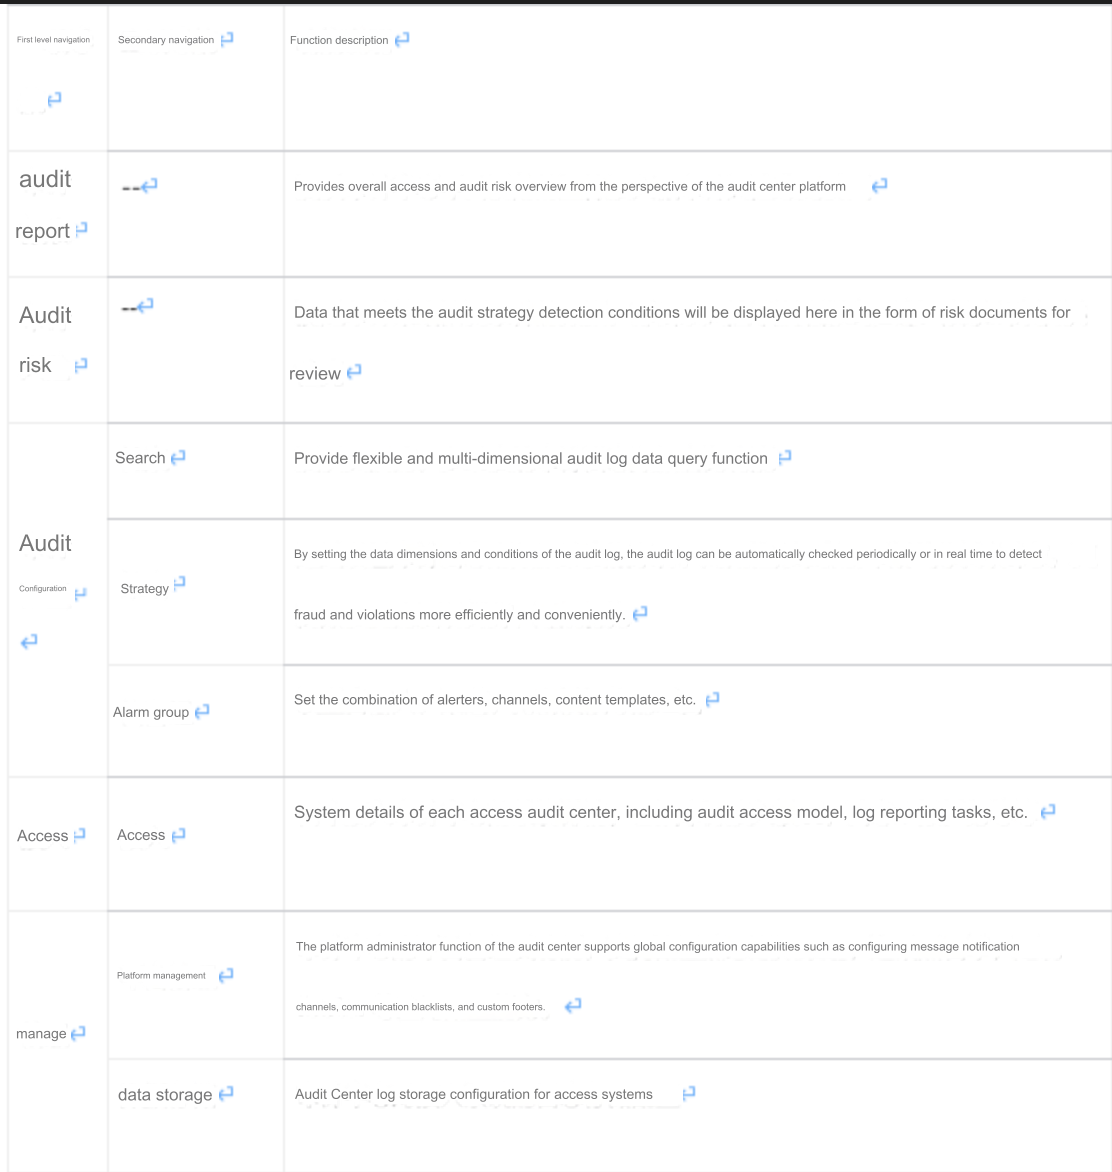 First level navigation
Secondary navigation
Function description
audit
report
--
Provides overall access and audit risk overview from the perspective of the audit center platform
Audit
risk
--
Data that meets the audit strategy detection conditions will be displayed here in the form of risk documents for
review
Audit
Configuration
Search
Provide flexible and multi-dimensional audit log data query function
Strategy
By setting the data dimensions and conditions of the audit log, the audit log can be automatically checked periodically or in real time to detect
fraud and violations more efficiently and conveniently.
Alarm group
Set the combination of alerters, channels, content templates, etc.
Access
Access
System details of each access audit center, including audit access model, log reporting tasks, etc.
manage
Platform management
The platform administrator function of the audit center supports global configuration capabilities such as configuring message notification
channels, communication blacklists, and custom footers.
data storage
Audit Center log storage configuration for access systems